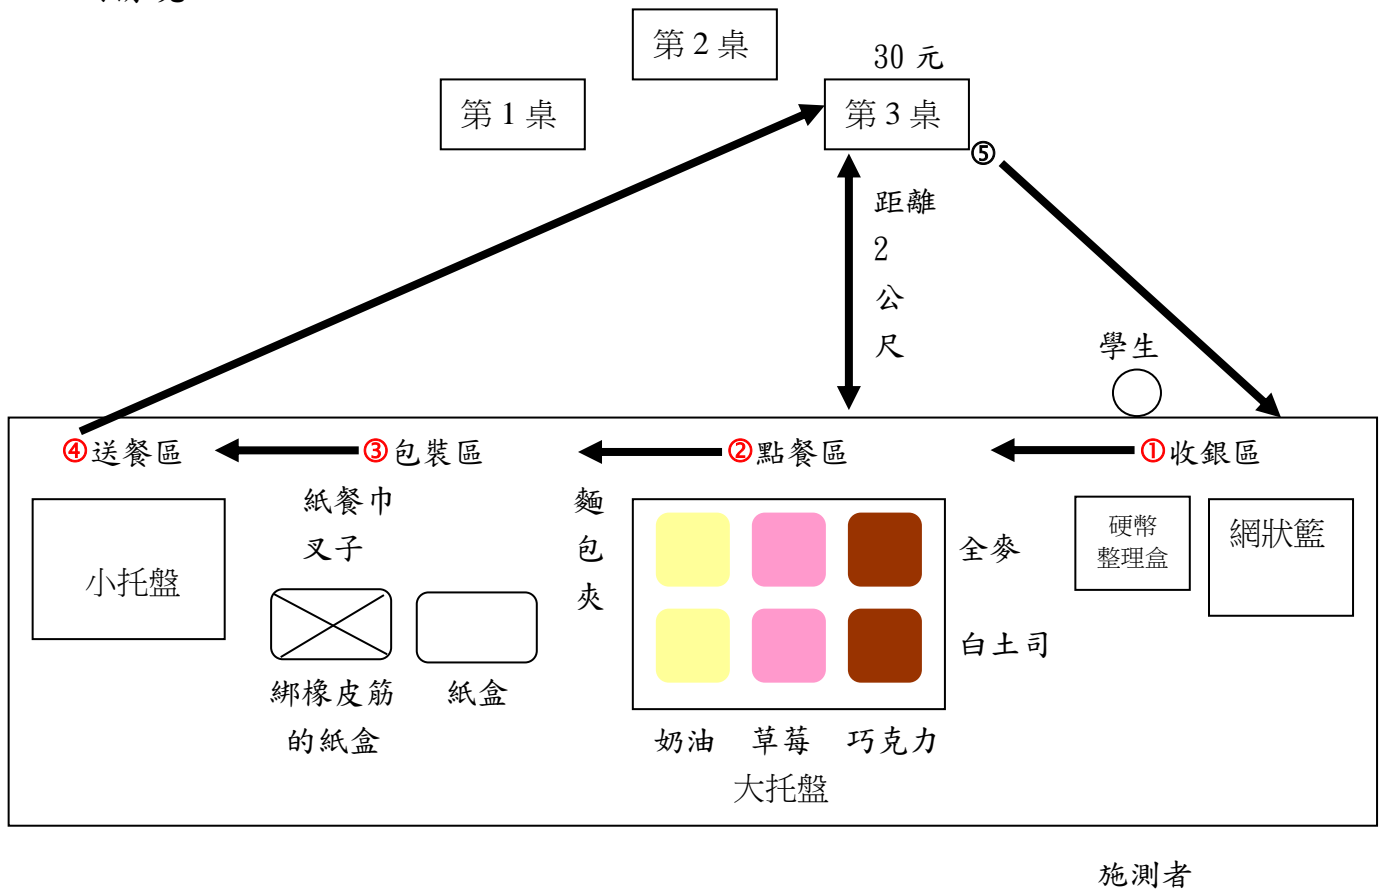 第 2 桌
30 元
第 1 桌
第 3 桌
⑤
距離
2
公
尺
學生
④送餐區
③包裝區
②點餐區
①收銀區
紙餐巾
叉子
小托盤
綁橡皮筋
的紙盒
紙盒
麵
包
夾
全麥
白土司
奶油
草莓
巧克力
大托盤
硬幣
整理盒
網狀籃
施測者